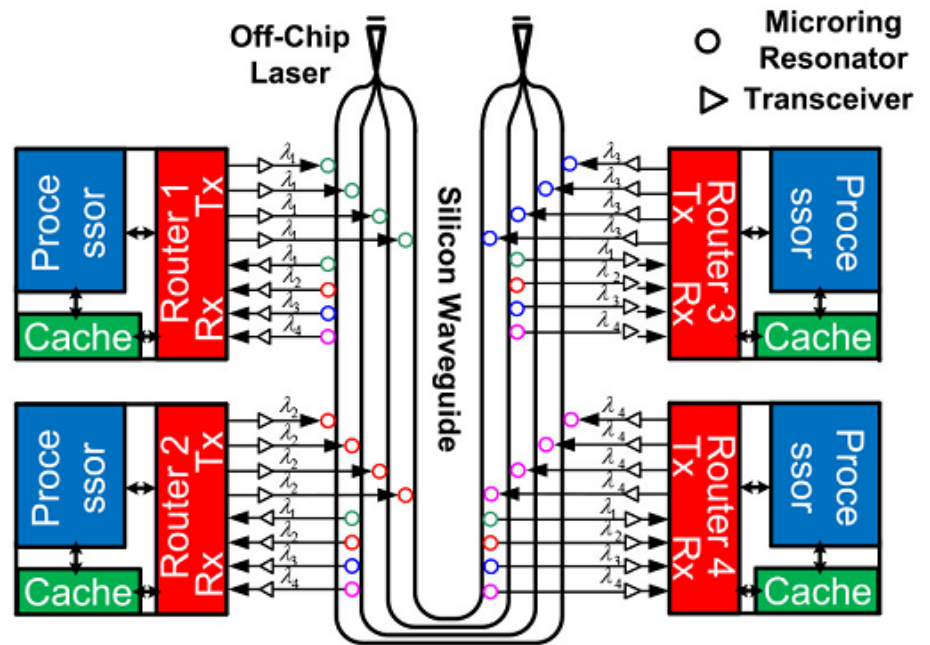 Off-Chip
Laser
Microring
Resonator
Transceiver
Silicon Waveguide
Proce
ssor
Cache
Router 1
Tx
Rx
λ1
λ1
λ1
λ1
λ1
λ2
λ3
λ4
Proce
ssor
Cache
Router 2
Tx
Rx
λ2
λ2
λ2
λ2
λ1
λ2
λ3
λ4
λ3
λ3
λ3
λ3
λ1
λ2
λ3
λ4
Router 3
Tx
Rx
Proce
ssor
Cache
λ4
λ4
λ4
λ4
λ1
λ2
λ3
λ4
Router 4
Tx
Rx
Proce
ssor
Cache